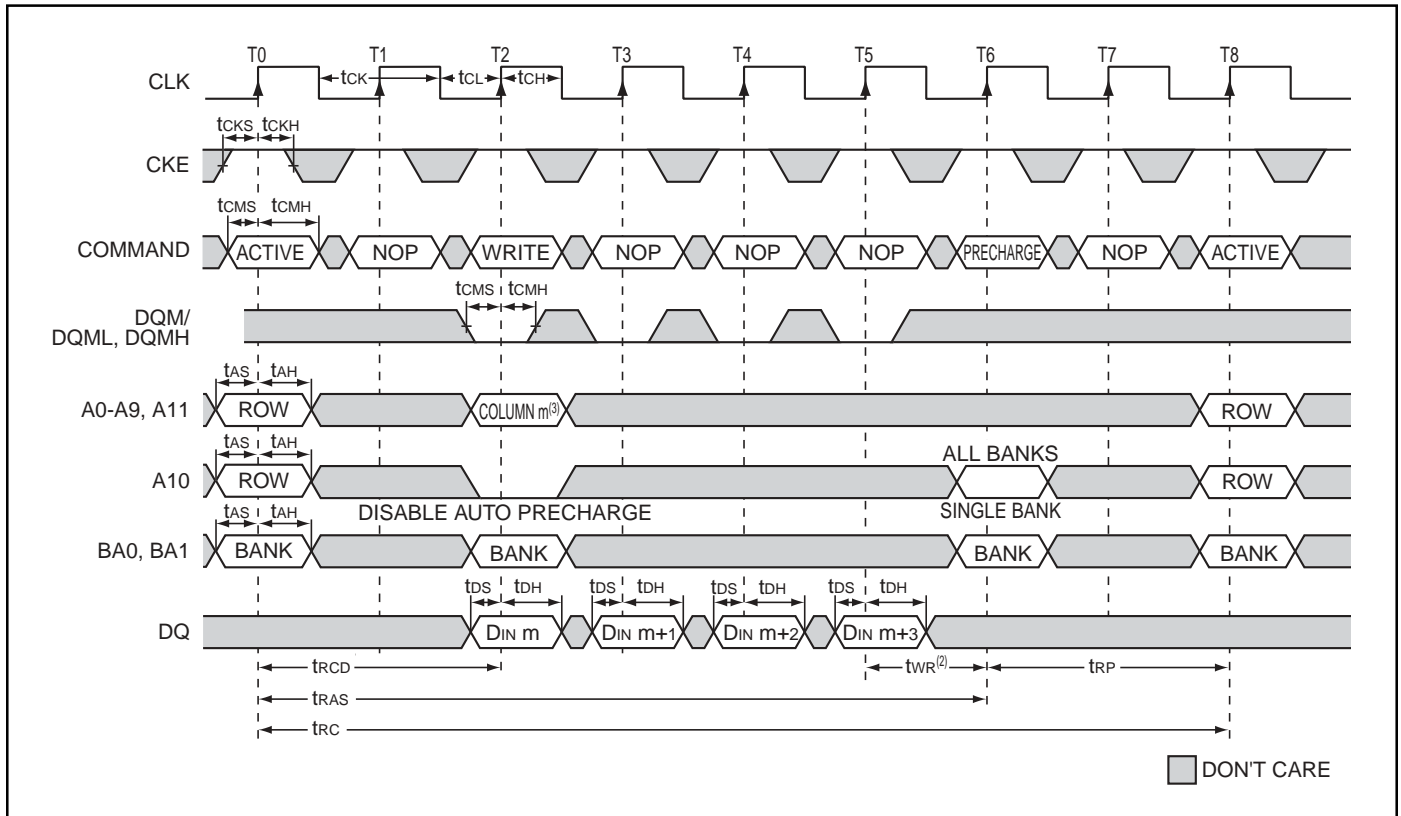 T0 T1 T2 T3 T4 T5 T6 T7 T8
CLK tCK tCL tCH
tCKS tCKH
CKE
tCMS tCMH
COMMAND ACTIVE NOP WRITE NOP NOP NOP PRECHARGE NOP ACTIVE
tCMS tCMH
DQM/
DQML, DQMH
tAS tAH
A0-A9, A11 ROW COLUMN m(3) ROW
tAS tAH ALL BANKS
A10 ROW ROW
tAS tAH DISABLE AUTO PRECHARGE SINGLE BANK
BA0, BA1 BANK BANK BANK BANK
tDS tDH tDS tDH tDS tDH tDS tDH
DQ DIN m DIN m+1 DIN m+2 DIN m+3
tRCD tWR(2) tRP
tRAS
tRC
DON'T CARE